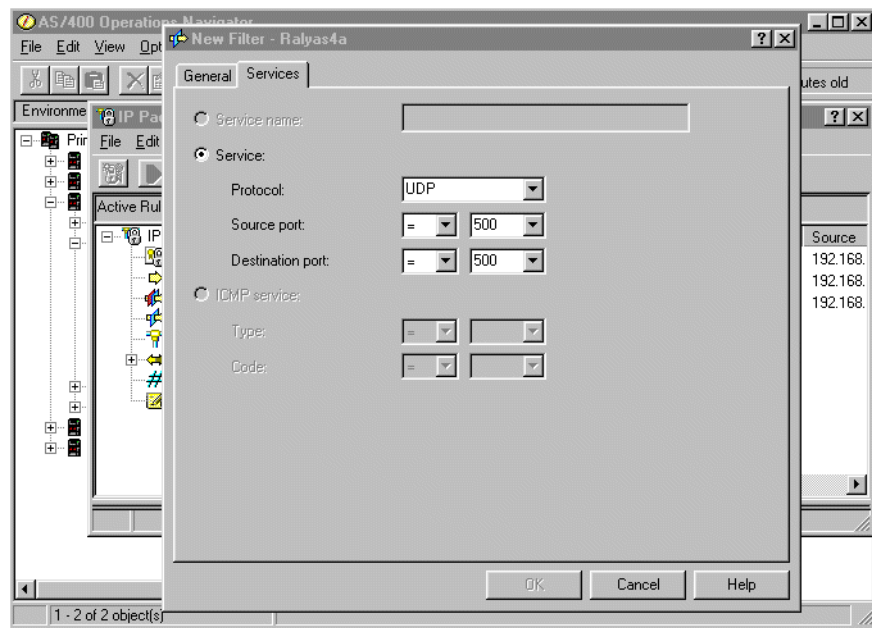 AS/400 Operations Navigator
File Edit View Opt
utes old
Environme
Prir
IP Pac
File Edit
Active Rul
IP
Source
192.168.
192.168.
192.168.
1 - 2 of 2 object(s)
New Filter - Ralyas4a
General Services
Service name:
Service:
Protocol: UDP
Source port: = 500
Destination port: = 500
ICMP service:
Type: =
Code: =
OK Cancel Help